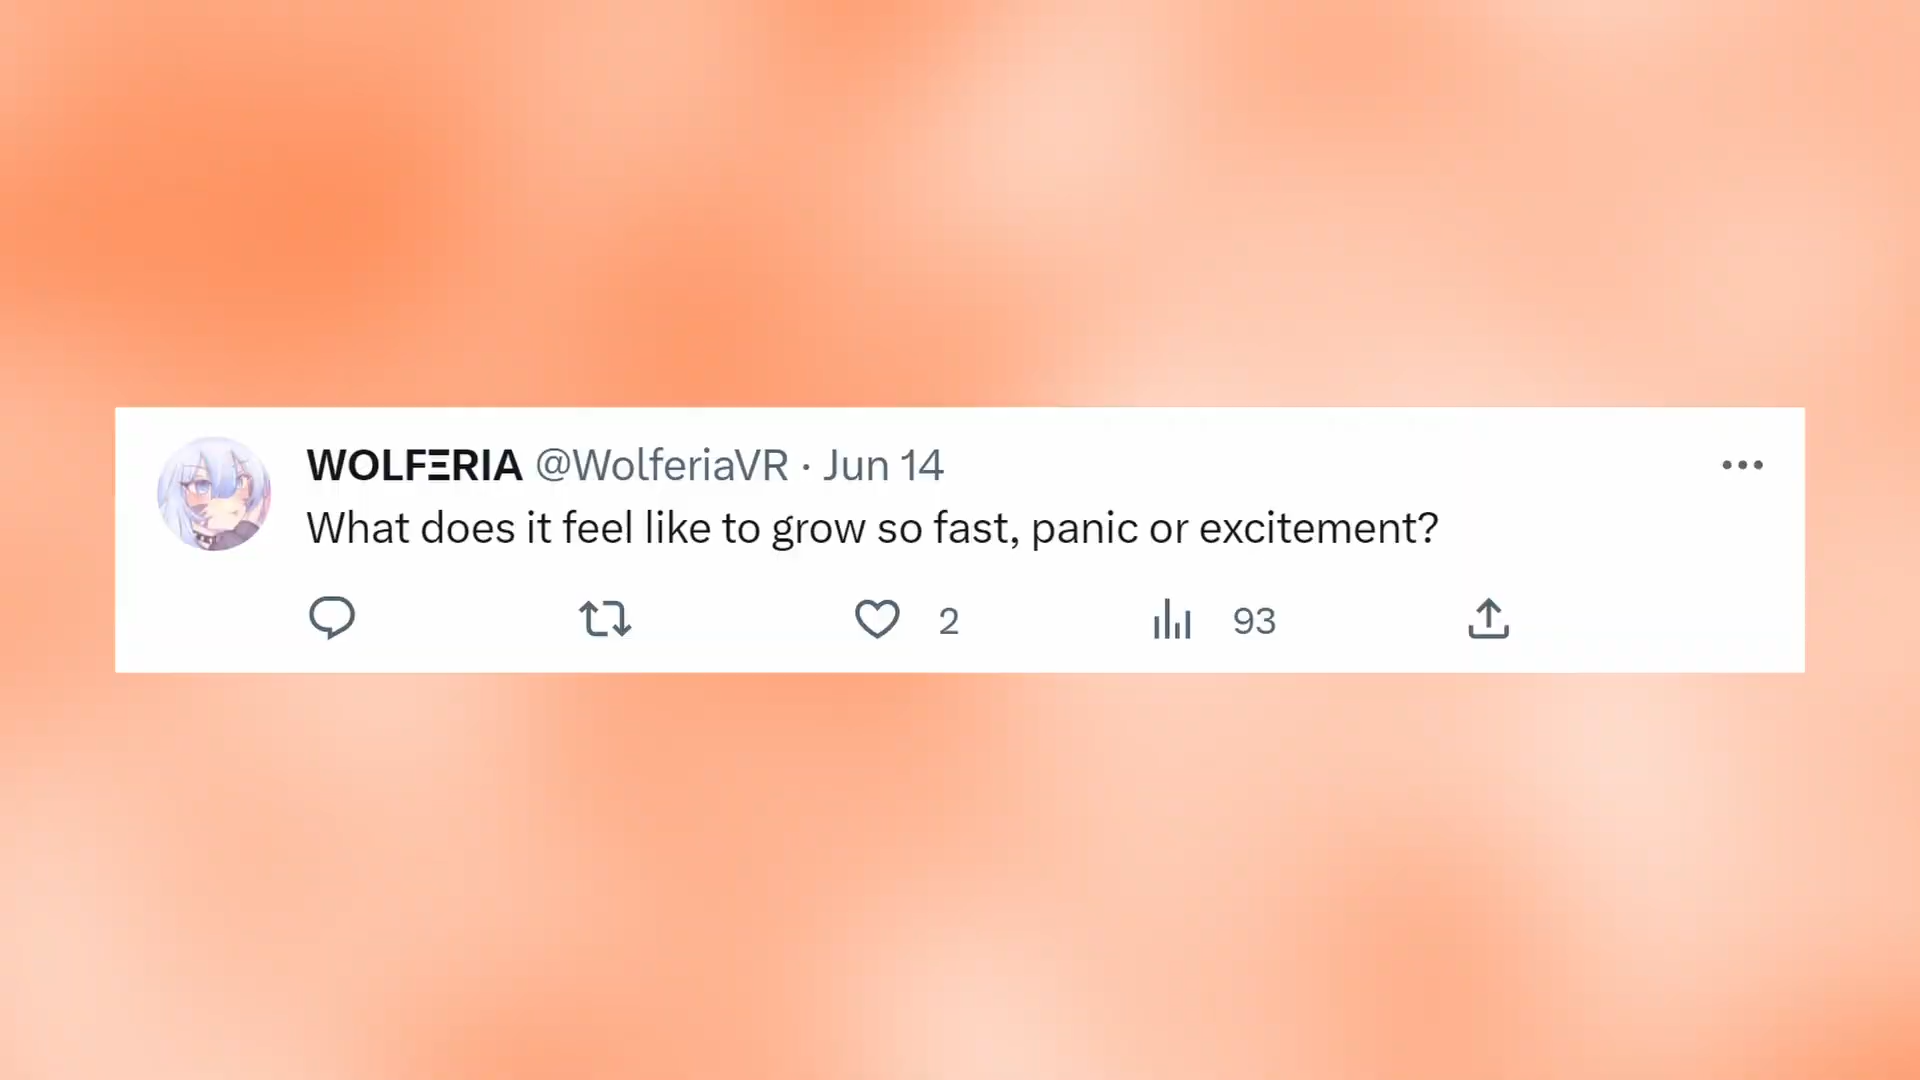 WOLFΞRIA @WolferiaVR · Jun 14
What does it feel like to grow so fast, panic or excitement?
2 93